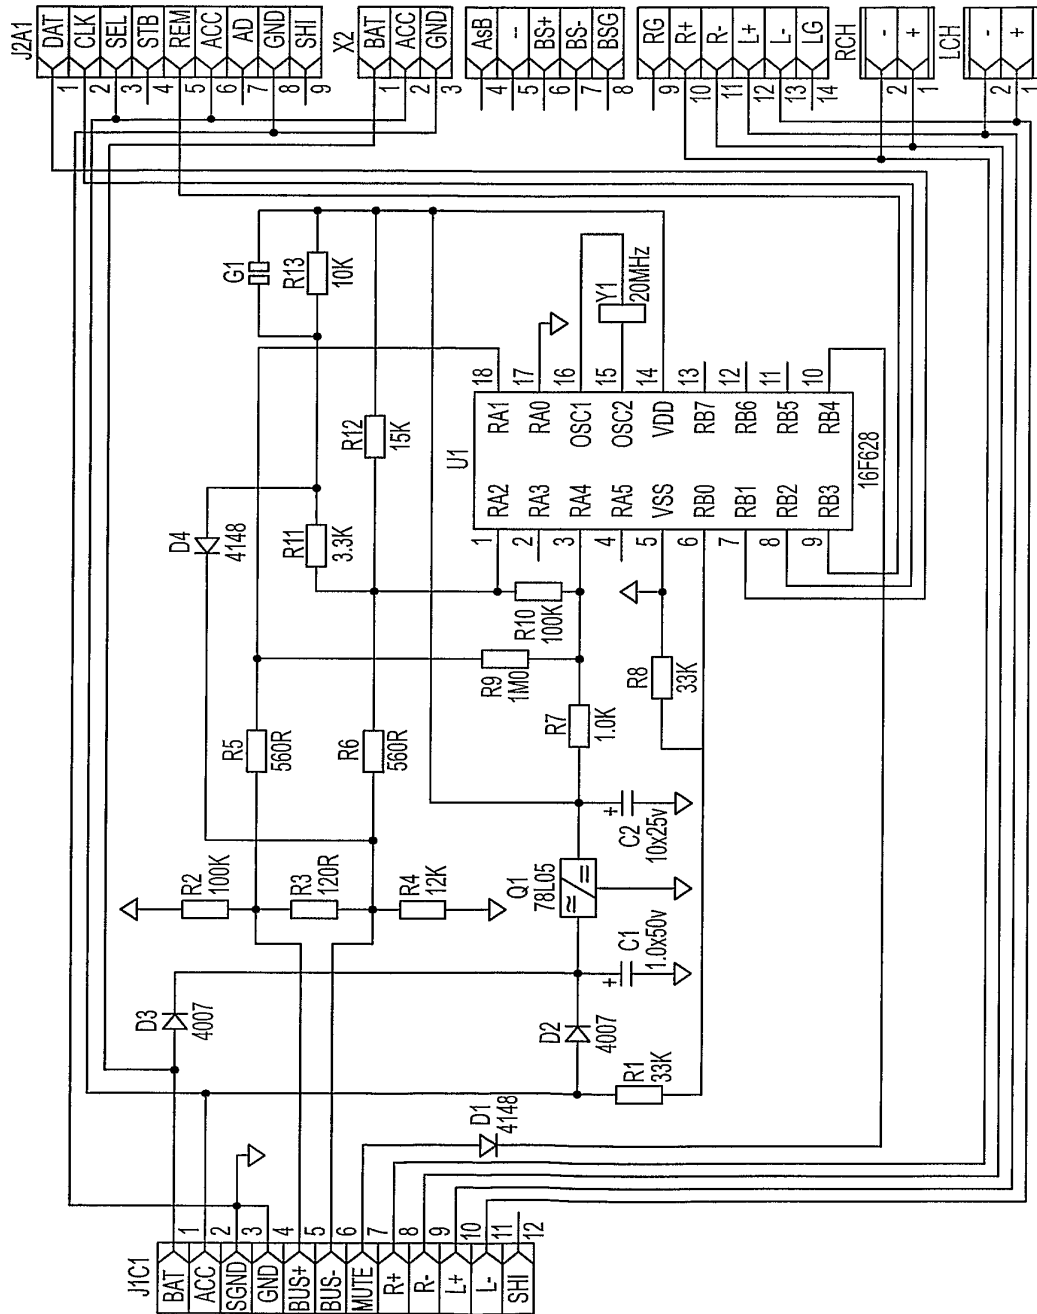 J2A1
DAT 1
CLK 2
SEL 3
STB 4
REM 5
ACC 6
AD 7
GND 8
SHI 9
X2
BAT 1
ACC 2
GND 3
AsB 4
-- 5
BS+ 6
BS- 7
BSG 8
RG 9
R+ 10
R- 11
L+ 12
L- 13
LG 14
RCH
- 2
+ 1
LCH
- 2
+ 1
G1
R13
10K
R12
15K
D4
4148
R11
3.3K
Y1
20MHz
U1
RA2 1
RA3 2
RA4 3
RA5 4
VSS 5
RB0 6
RB1 7
RB2 8
RB3 9
RA1 18
RA0 17
OSC1 16
OSC2 15
VDD 14
RB7 13
RB6 12
RB5 11
RB4 10
16F628
R10
100K
R9
1M0
R8
33K
R7
1.0K
R5
560R
R6
560R
R2
100K
R3
120R
R4
12K
Q1
78L05
+
C2
10x25v
+
C1
1.0x50v
D3
4007
D2
4007
R1
33K
D1
4148
J1C1
BAT 1
ACC 2
SGND 3
GND 4
BUS+ 5
BUS- 6
MUTE 7
R+ 8
R- 9
L+ 10
L- 11
SHI 12